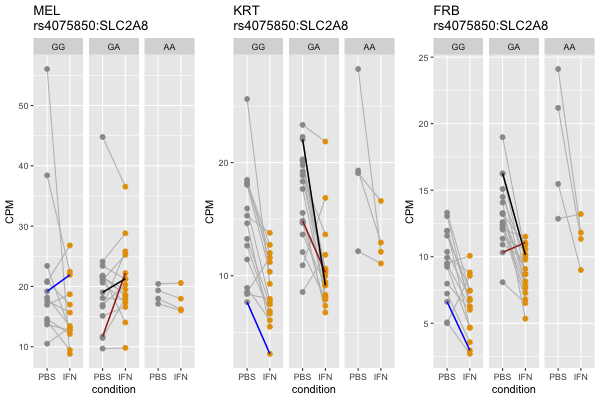 MEL
rs4075850:SLC2A8
GG GA AA
CPM
50
40
30
20
10
PBS IFN PBS IFN PBS IFN
condition
KRT
rs4075850:SLC2A8
GG GA AA
CPM
20
10
PBS IFN PBS IFN PBS IFN
condition
FRB
rs4075850:SLC2A8
GG GA AA
CPM
25
20
15
10
5
PBS IFN PBS IFN PBS IFN
condition